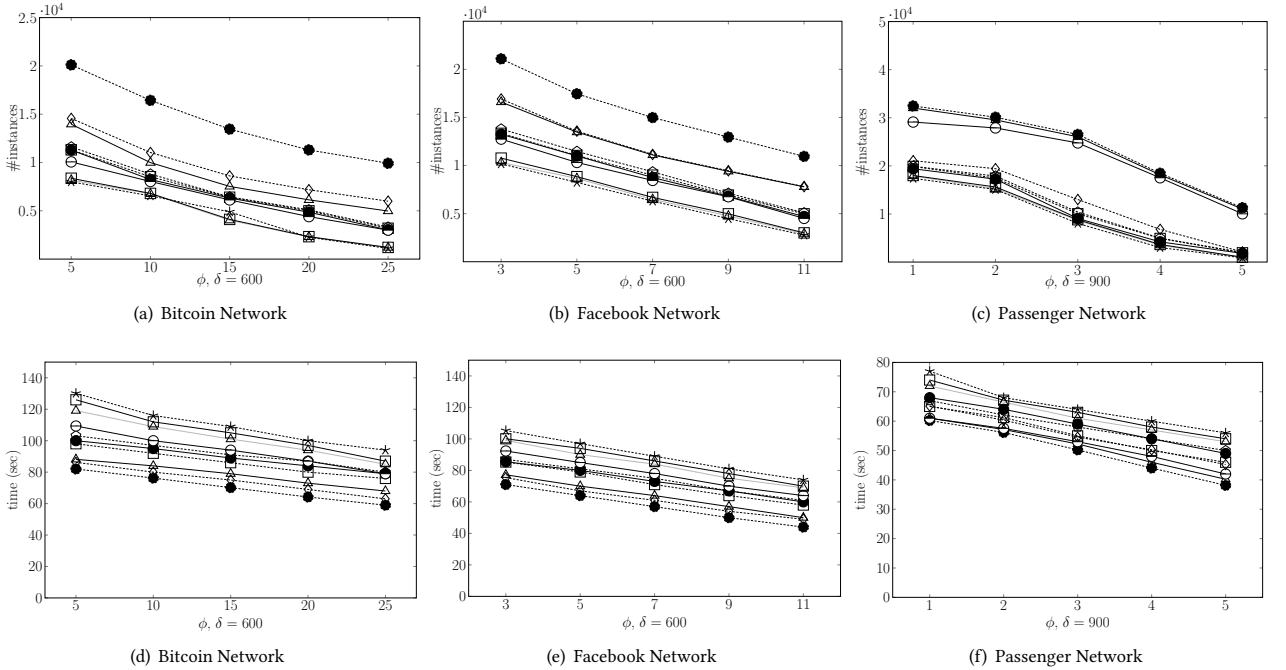 ·10^4
2.5
2
1.5
1
0.5
#instances
5 10 15 20 25
ϕ, δ = 600
(a) Bitcoin Network
·10^4
2
1.5
1
0.5
#instances
3 5 7 9 11
ϕ, δ = 600
(b) Facebook Network
·10^4
5
4
3
2
1
#instances
1 2 3 4 5
ϕ, δ = 900
(c) Passenger Network
140
120
100
80
60
40
20
0
time (sec)
5 10 15 20 25
ϕ, δ = 600
(d) Bitcoin Network
140
120
100
80
60
40
20
0
time (sec)
3 5 7 9 11
ϕ, δ = 600
(e) Facebook Network
80
70
60
50
40
30
20
10
0
time (sec)
1 2 3 4 5
ϕ, δ = 900
(f) Passenger Network